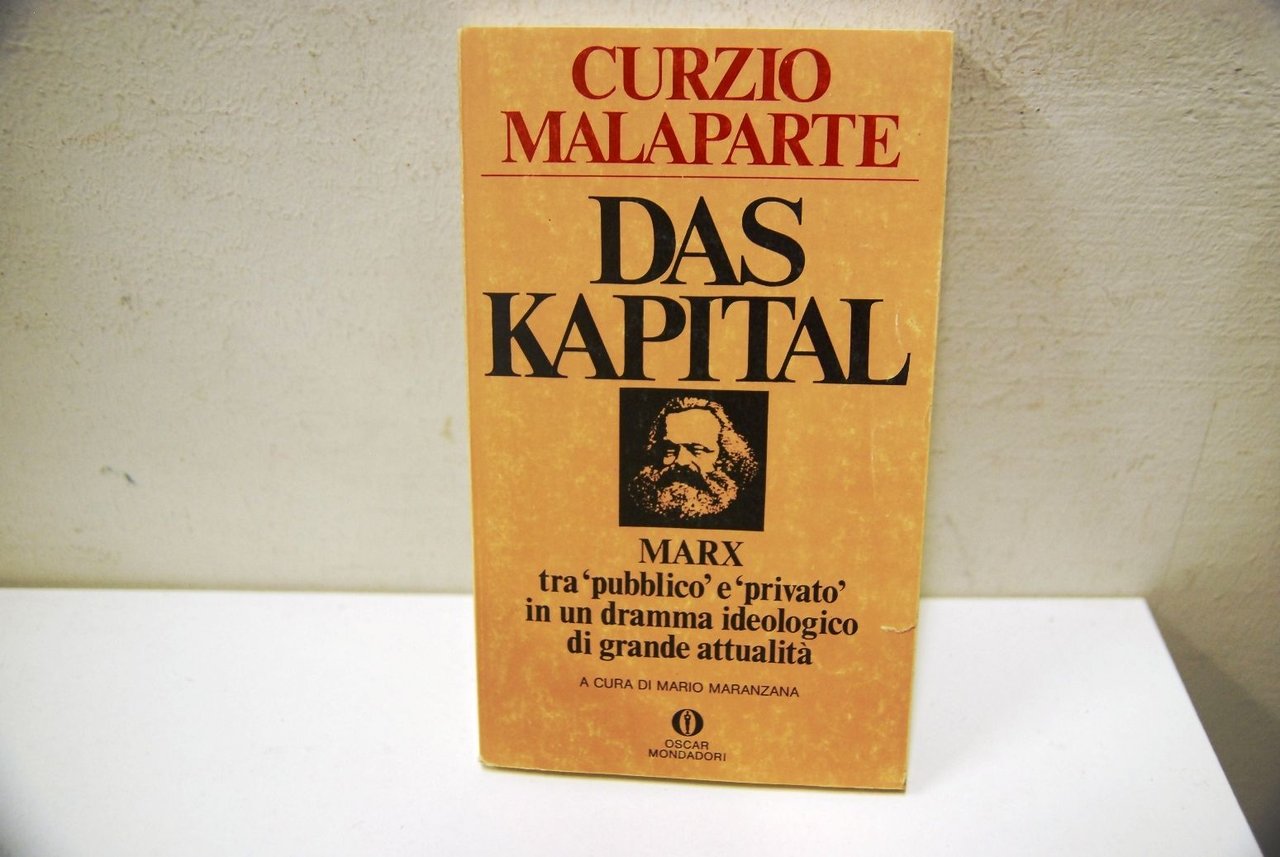 CURZIO
MALAPARTE
DAS
KAPITAL
MARX
tra ‘pubblico’ e ‘privato’
in un dramma ideologico
di grande attualità
A CURA DI MARIO MARANZANA
OSCAR
MONDADORI